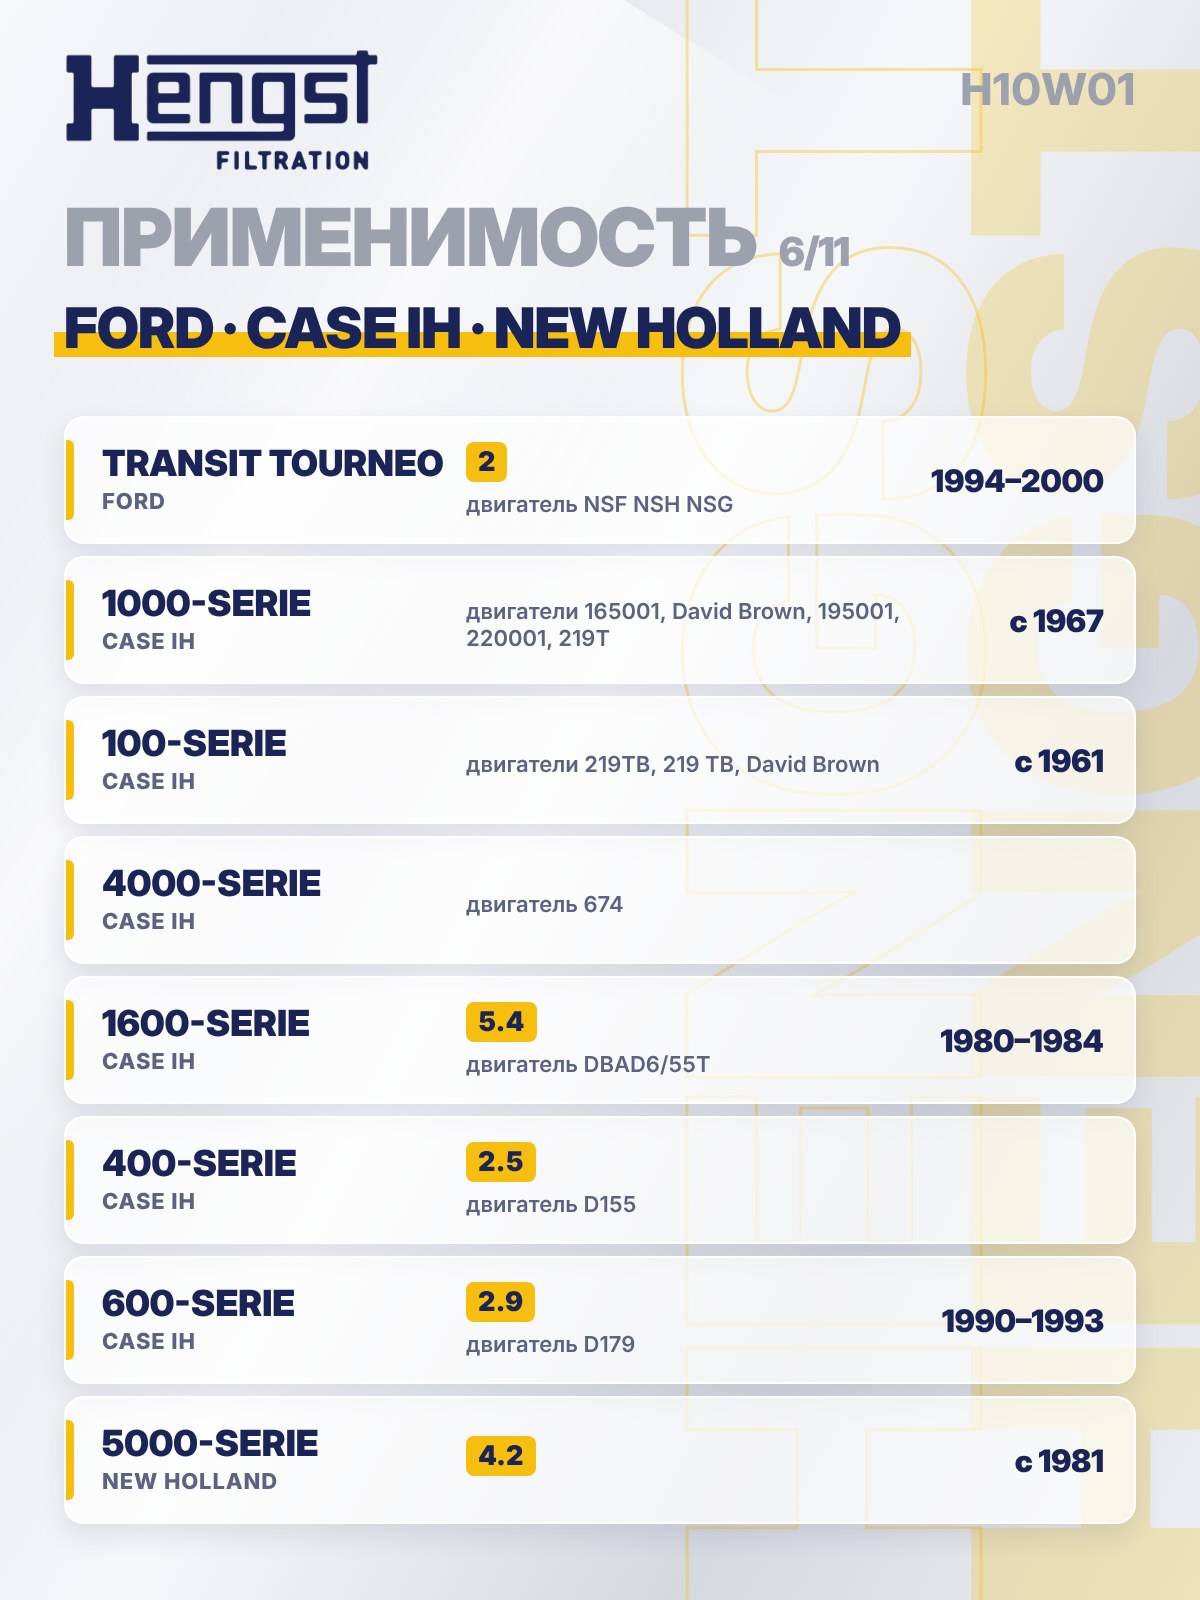 Hengst
FILTRATION
H10W01
ПРИМЕНИМОСТЬ 6/11
FORD · CASE IH · NEW HOLLAND
TRANSIT TOURNEO
FORD
2
двигатель NSF NSH NSG
1994–2000
1000-SERIE
CASE IH
двигатели 165001, David Brown, 195001,
220001, 219T
с 1967
100-SERIE
CASE IH
двигатели 219TB, 219 TB, David Brown
с 1961
4000-SERIE
CASE IH
двигатель 674
1600-SERIE
CASE IH
5.4
двигатель DBAD6/55T
1980–1984
400-SERIE
CASE IH
2.5
двигатель D155
600-SERIE
CASE IH
2.9
двигатель D179
1990–1993
5000-SERIE
NEW HOLLAND
4.2
с 1981
HENGST
HENGST